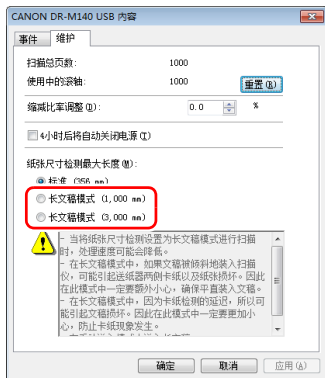 CANON DR-M140 USB 内容
事件 维护
扫描总页数: 1000
使用中的滚轴: 1000 重置(R)
缩减比率调整(D): 0.0 %
4小时后将自动关闭电源(T)
纸张尺寸检测最大长度(M):
标准 (356 mm)
长文稿模式 (1,000 mm)
长文稿模式 (3,000 mm)
- 当将纸张尺寸检测设置为长文稿模式进行扫描
时，处理速度可能会降低。
- 在长文稿模式中，如果文稿被倾斜地装入扫描
仪，可能引起送纸器两侧卡纸以及纸张损坏。因此
在此模式中一定要额外小心，确保平直装入文稿。
- 在长文稿模式中，因为卡纸检测的延迟，所以可
能引起文稿损坏。因此在此模式中一定要更加小
心，防止卡纸现象发生。
确定 取消 应用(A)